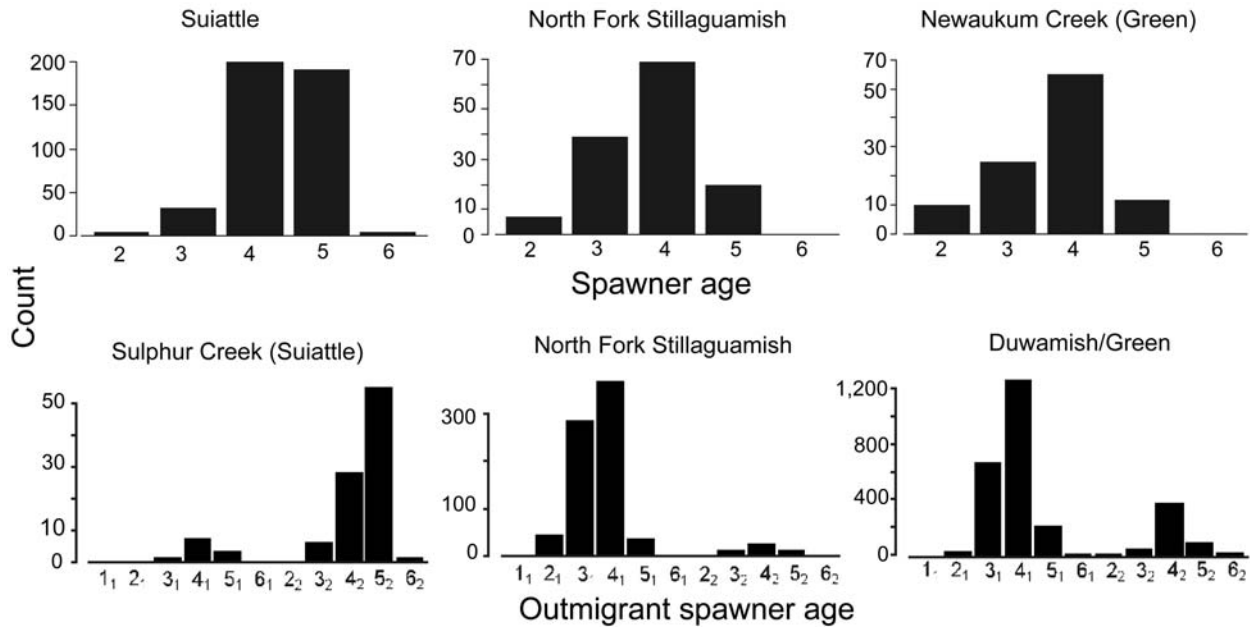 Suiattle
North Fork Stillaguamish
Newaukum Creek (Green)
200
150
100
50
0
2 3 4 5 6
70
50
30
10
0
2 3 4 5 6
70
50
30
10
0
2 3 4 5 6
Spawner age
Count
Sulphur Creek (Suiattle)
North Fork Stillaguamish
Duwamish/Green
50
30
10
0
1₁ 2₁ 3₁ 4₁ 5₁ 6₁ 2₂ 3₂ 4₂ 5₂ 6₂
300
100
0
1₁ 2₁ 3₁ 4₁ 5₁ 6₁ 2₂ 3₂ 4₂ 5₂ 6₂
1,200
800
400
0
1₁ 2₁ 3₁ 4₁ 5₁ 6₁ 2₂ 3₂ 4₂ 5₂ 6₂
Outmigrant spawner age